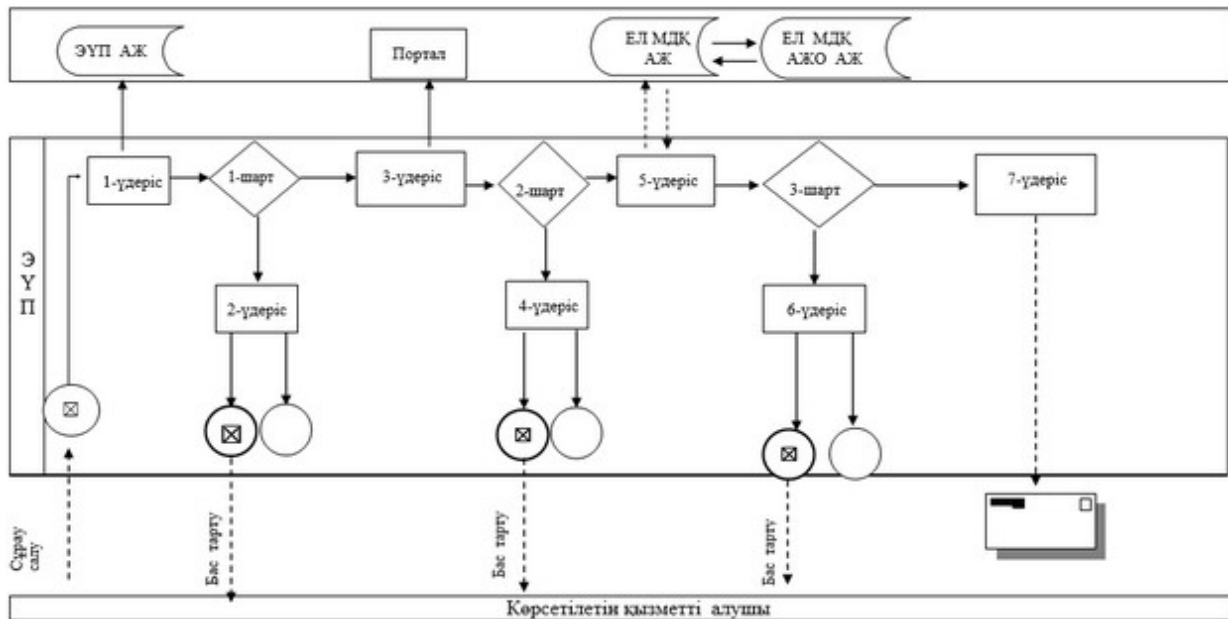 ЭҮП АЖ
Портал
ЕЛ МДҚ
АЖ
ЕЛ МДҚ
АЖО АЖ
1-үдеріс
1-шарт
3-үдеріс
2-шарт
5-үдеріс
3-шарт
7-үдеріс
Э
Ү
П
2-үдеріс
4-үдеріс
6-үдеріс
Сұрау
салу
Бас тарту
Бас тарту
Бас тарту
Көрсетілетін қызметті алушы